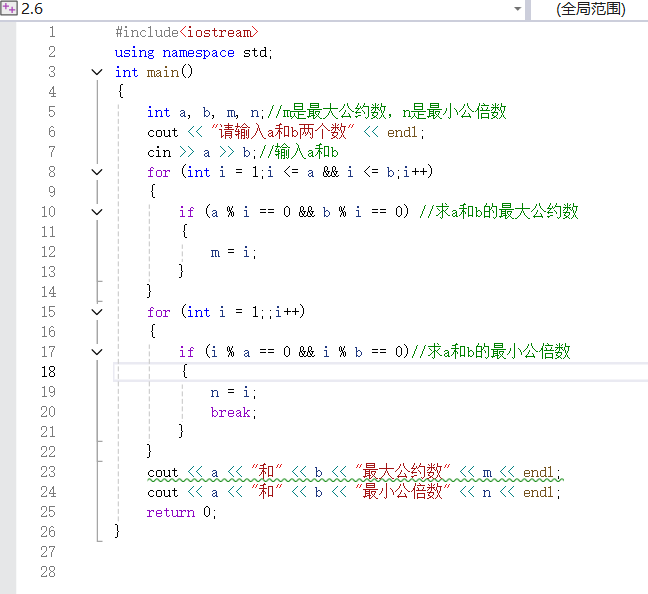 2.6 (全局范围)
1 #include<iostream>
2 using namespace std;
3 int main()
4 {
5 int a, b, m, n;//m是最大公约数，n是最小公倍数
6 cout << "请输入a和b两个数" << endl;
7 cin >> a >> b;//输入a和b
8 for (int i = 1;i <= a && i <= b;i++)
9 {
10 if (a % i == 0 && b % i == 0) //求a和b的最大公约数
11 {
12 m = i;
13 }
14 }
15 for (int i = 1;;i++)
16 {
17 if (i % a == 0 && i % b == 0)//求a和b的最小公倍数
18 {
19 n = i;
20 break;
21 }
22 }
23 cout << a << "和" << b << "最大公约数" << m << endl;
24 cout << a << "和" << b << "最小公倍数" << n << endl;
25 return 0;
26 }
27
28